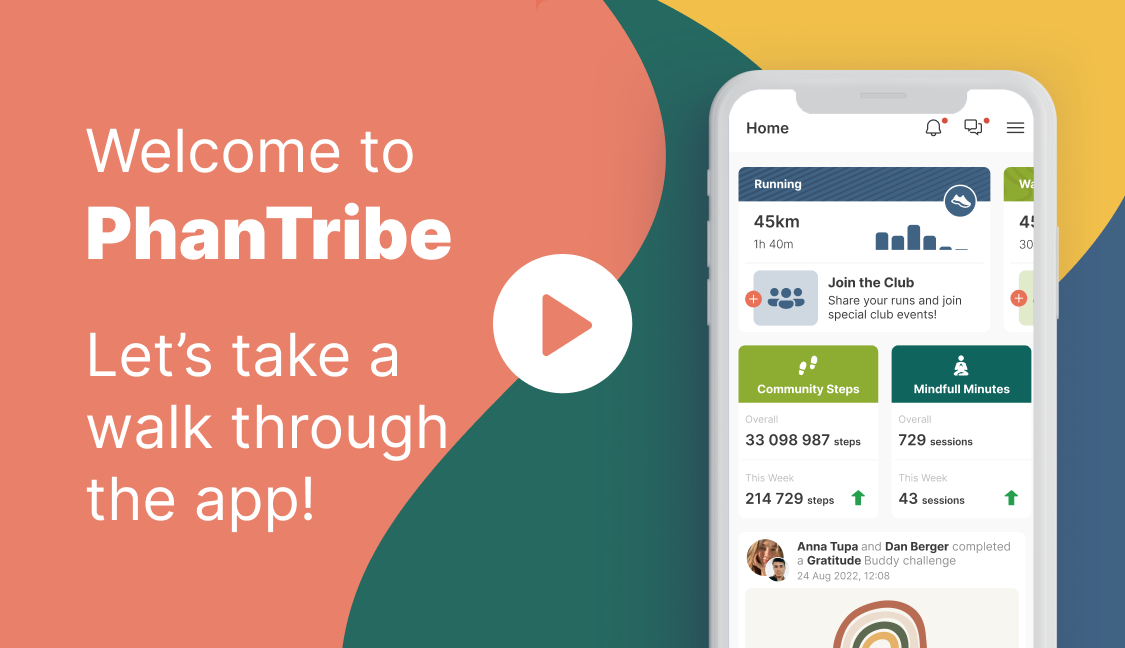 Welcome to
PhanTribe
Let's take a
walk through
the app!
Home
Running
45km
1h 40m
Join the Club
Share your runs and join
special club events!
Community Steps
Overall
33 098 987 steps
This Week
214 729 steps
Mindfull Minutes
Overall
729 sessions
This Week
43 sessions
Anna Tupa and Dan Berger completed
a Gratitude Buddy challenge
24 Aug 2022, 12:08